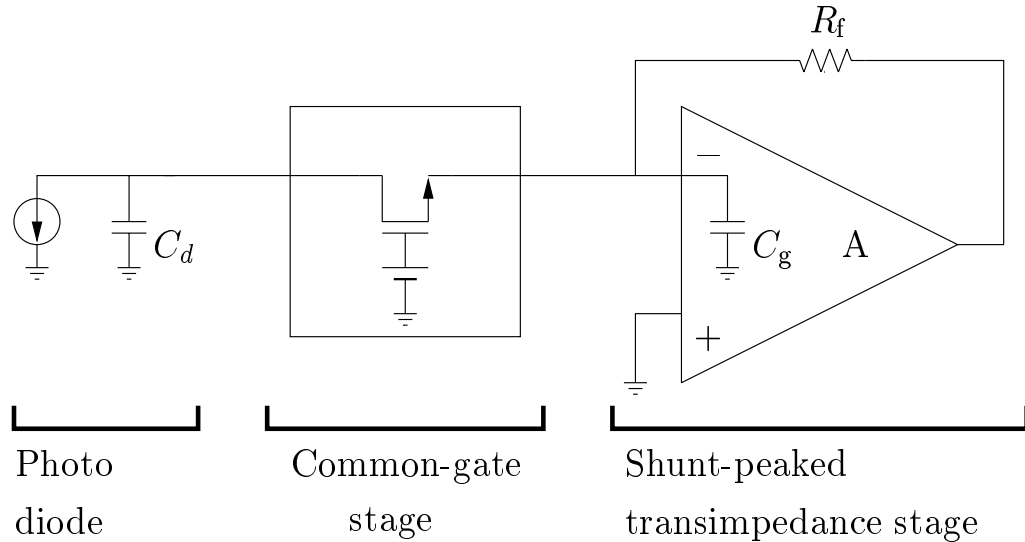 R_f
C_d
C_g
A
−
+
Photo
diode
Common-gate
stage
Shunt-peaked
transimpedance stage